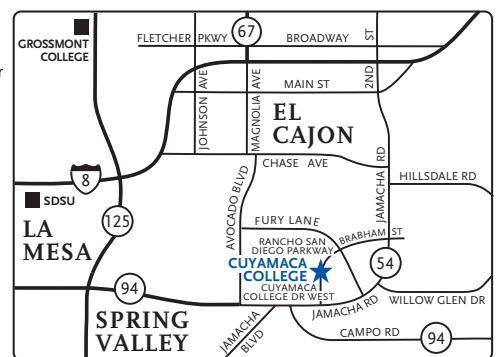 GROSSMONT
COLLEGE
FLETCHER PKWY
67
BROADWAY
2ND ST
JOHNSON AVE
MAGNOLIA AVE
MAIN ST
EL
CAJON
CHASE AVE
8
SDSU
LA
MESA
125
AVOCADO BLVD
JAMACHA RD
HILLSDALE RD
FURY LANE
RANCHO SAN
DIEGO PARKWAY
BRABHAM ST
CUYAMACA
COLLEGE
CUYAMACA
COLLEGE DR WEST
54
94
JAMACHA RD
WILLOW GLEN DR
SPRING
VALLEY
JAMACHA
BLVD
CAMPO RD
94